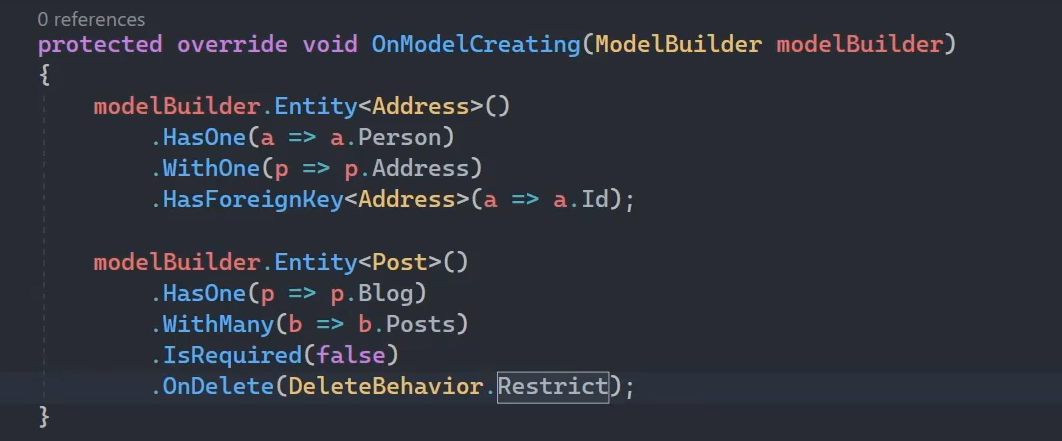 0 references
protected override void OnModelCreating(ModelBuilder modelBuilder)
{
    modelBuilder.Entity<Address>()
        .HasOne(a => a.Person)
        .WithOne(p => p.Address)
        .HasForeignKey<Address>(a => a.Id);

    modelBuilder.Entity<Post>()
        .HasOne(p => p.Blog)
        .WithMany(b => b.Posts)
        .IsRequired(false)
        .OnDelete(DeleteBehavior.Restrict);
}